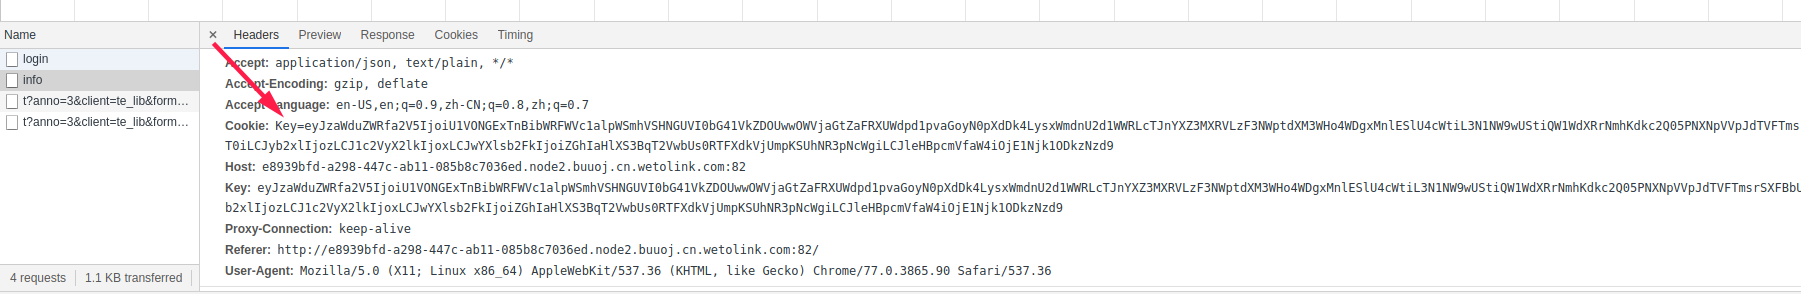 Name
× Headers Preview Response Cookies Timing
login
info
t?anno=3&client=te_lib&form…
t?anno=3&client=te_lib&form…
4 requests 1.1 KB transferred
Accept: application/json, text/plain, */*
Accept-Encoding: gzip, deflate
Accept-Language: en-US,en;q=0.9,zh-CN;q=0.8,zh;q=0.7
Cookie: Key=eyJzaWduZWRfa2V5IjoiU1VONGExTnBibWRFWVc1alpWSmhVSHNGUVI0bG41VkZDOUwwOWVjaGtZaFRXUWdpd1pvaGoyN0pXdDk4LysxWmdnU2d1WWRLcTJnYXZ3MXRVLzF3NWptdXM3WHo4WDgxMnlESlU4cWtiL3N1NW9wUStiQW1WdXRrNmhKdkc2Q05PNXNpVVpJdTVFTms
T0iLCJyb2xlIjozLCJ1c2VyX2lkIjoxLCJwYXlsb2FkIjoiZGhIaHlXS3BqT2VwbUs0RTFXdkVjUmpKSUhNR3pNcWgiLCJleHBpcmVfaW4iOjE1Njk1ODkzNzd9
Host: e8939bfd-a298-447c-ab11-085b8c7036ed.node2.buuoj.cn.wetolink.com:82
Key: eyJzaWduZWRfa2V5IjoiU1VONGExTnBibWRFWVc1alpWSmhVSHNGUVI0bG41VkZDOUwwOWVjaGtZaFRXUWdpd1pvaGoyN0pXdDk4LysxWmdnU2d1WWRLcTJnYXZ3MXRVLzF3NWptdXM3WHo4WDgxMnlESlU4cWtiL3N1NW9wUStiQW1WdXRrNmhKdkc2Q05PNXNpVVpJdTVFTmsrSXFBbU
b2xlIjozLCJ1c2VyX2lkIjoxLCJwYXlsb2FkIjoiZGhIaHlXS3BqT2VwbUs0RTFXdkVjUmpKSUhNR3pNcWgiLCJleHBpcmVfaW4iOjE1Njk1ODkzNzd9
Proxy-Connection: keep-alive
Referer: http://e8939bfd-a298-447c-ab11-085b8c7036ed.node2.buuoj.cn.wetolink.com:82/
User-Agent: Mozilla/5.0 (X11; Linux x86_64) AppleWebKit/537.36 (KHTML, like Gecko) Chrome/77.0.3865.90 Safari/537.36